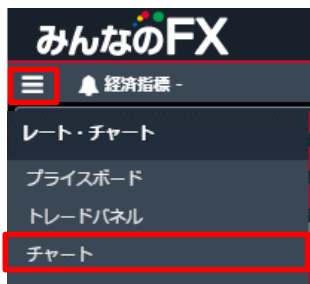 みんなのFX
経済指標 -
レート・チャート
プライスボード
トレードパネル
チャート